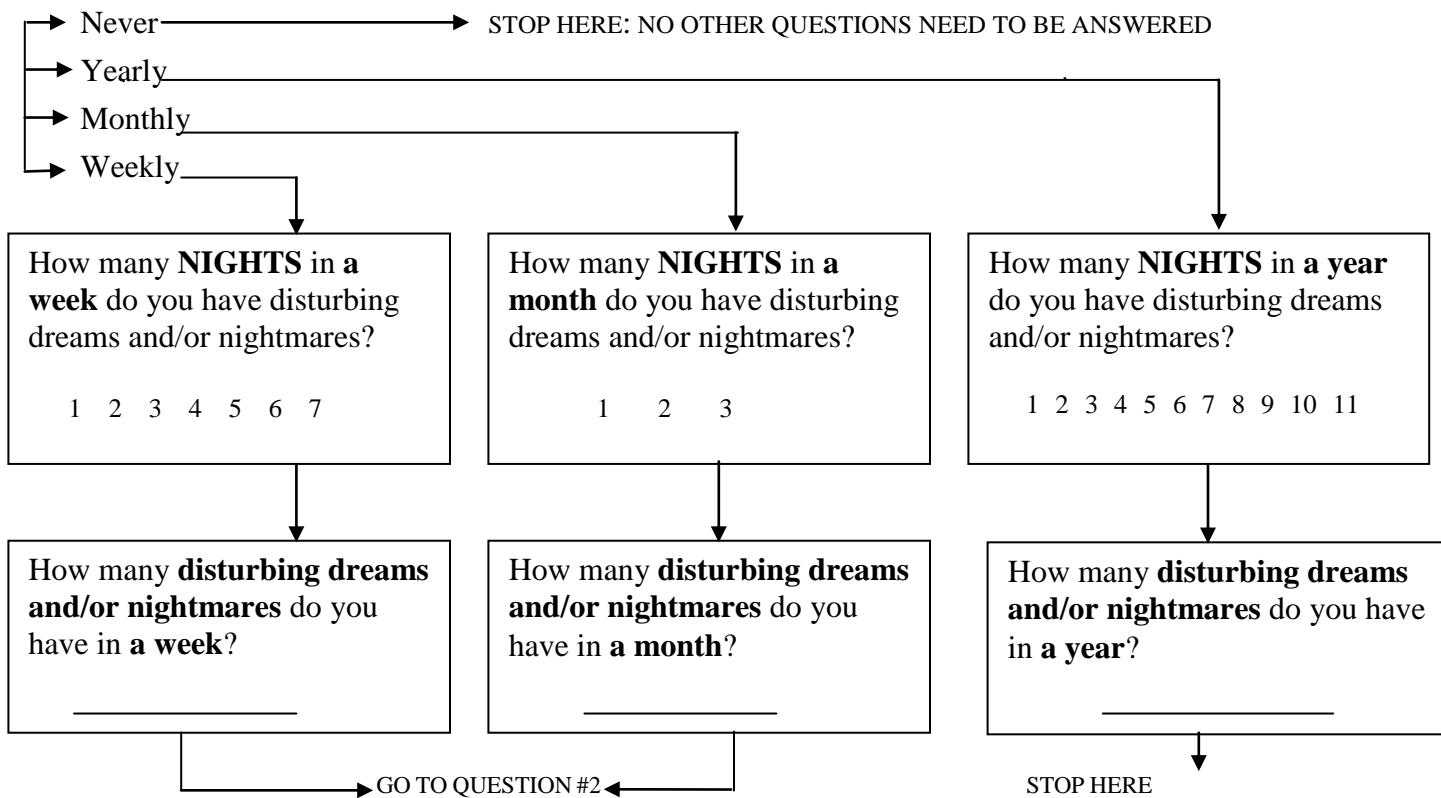 Never STOP HERE: NO OTHER QUESTIONS NEED TO BE ANSWERED
Yearly
Monthly
Weekly
How many NIGHTS in a
week do you have disturbing
dreams and/or nightmares?
1 2 3 4 5 6 7
How many NIGHTS in a
month do you have disturbing
dreams and/or nightmares?
1 2 3
How many NIGHTS in a year
do you have disturbing dreams
and/or nightmares?
1 2 3 4 5 6 7 8 9 10 11
How many disturbing dreams
and/or nightmares do you
have in a week?
How many disturbing dreams
and/or nightmares do you
have in a month?
How many disturbing dreams
and/or nightmares do you have
in a year?
GO TO QUESTION #2
STOP HERE